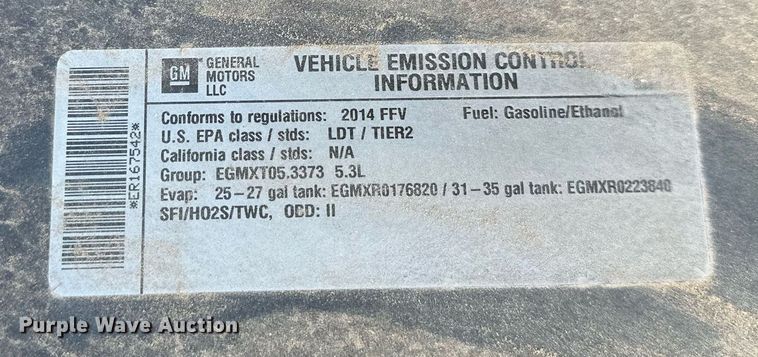 GM
GENERAL MOTORS LLC
VEHICLE EMISSION CONTROL INFORMATION
Conforms to regulations: 2014 FFV Fuel: Gasoline/Ethanol
U.S. EPA class / stds: LDT / TIER2
California class / stds: N/A
Group: EGMXT05.3373 5.3L
Evap: 25-27 gal tank: EGMXR0176820 / 31-35 gal tank: EGMXR0223840
SFI/HO2S/TWC, OBD: II
*ER167542*
Purple Wave Auction